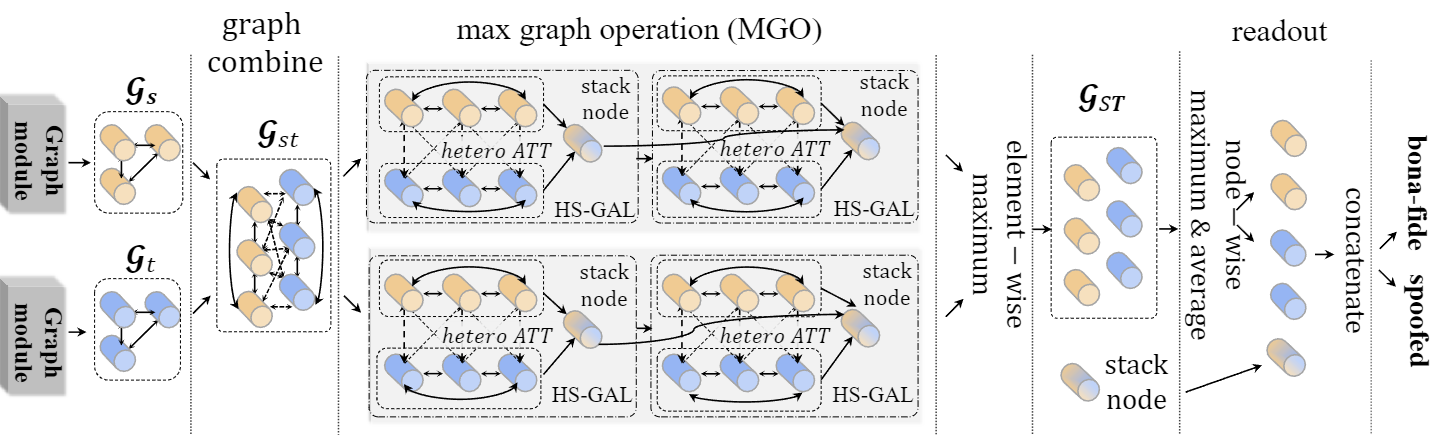 graph
combine
max graph operation (MGO)
readout
Graph
module
𝓖s
𝓖st
Graph
module
𝓖t
stack
node
hetero ATT
HS-GAL
stack
node
hetero ATT
HS-GAL
stack
node
hetero ATT
HS-GAL
stack
node
hetero ATT
HS-GAL
element – wise
maximum
𝓖ST
stack
node
node – wise
maximum & average
concatenate
bona-fide
spoofed